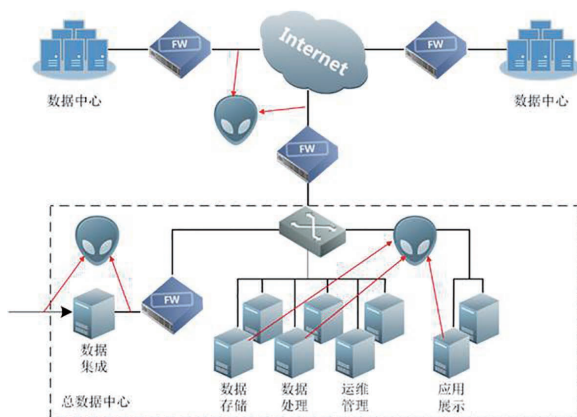 FW
Internet
FW
数据中心
数据中心
FW
FW
数据
集成
数据
存储
数据
处理
运维
管理
应用
展示
总数据中心